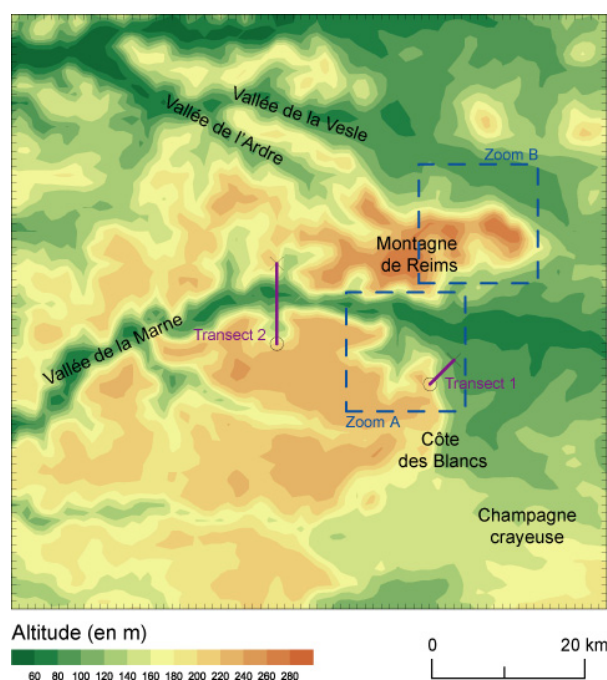 Vallée de la Vesle
Vallée de l'Ardre
Zoom B
Montagne
de Reims
Vallée de la Marne
Transect 2
Transect 1
Zoom A
Côte
des Blancs
Champagne
crayeuse
Altitude (en m)
60 80 100 120 140 160 180 200 220 240 260 280
0 20 km